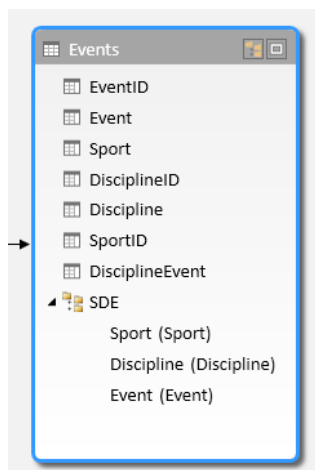 Events
EventID
Event
Sport
DisciplineID
Discipline
SportID
DisciplineEvent
SDE
Sport (Sport)
Discipline (Discipline)
Event (Event)